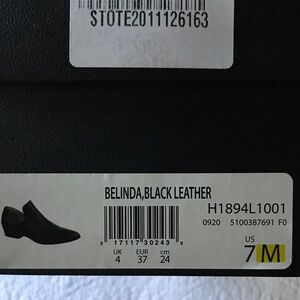 STOTE2011126163
BELINDA,BLACK LEATHER
H1894L1001
0920 5100387691 F0
0 17117 30243 9
UK EUR cm
4 37 24
US
7 M